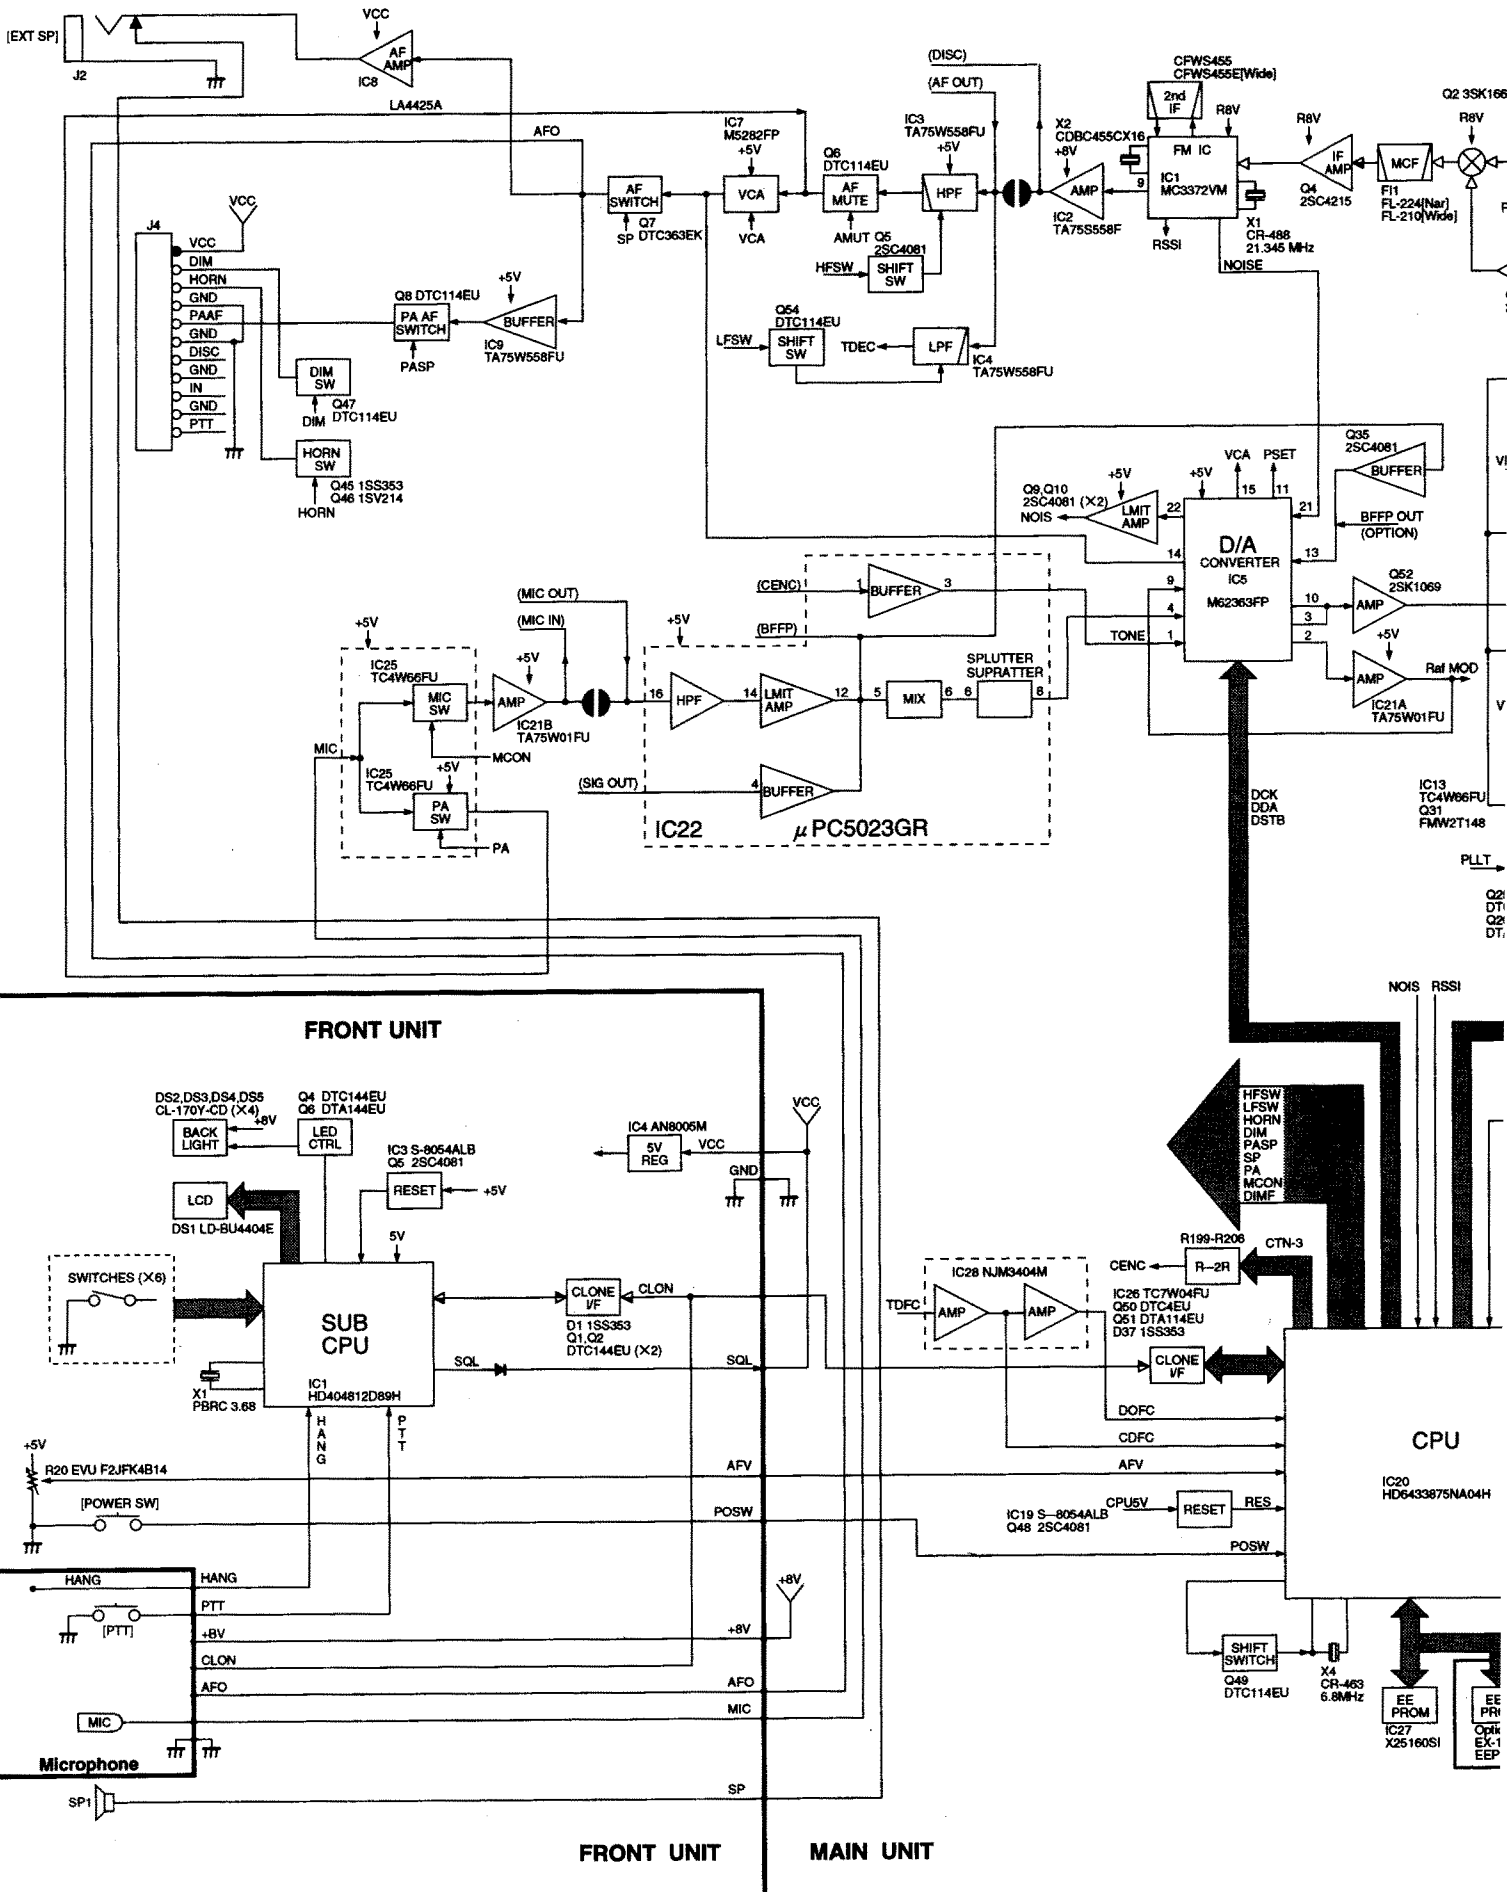 [EXT SP]
J2
VCC
AF
AMP
IC8
LA4425A
AFO
(DISC)
(AF OUT)
IC3
TA75W558FU
+5V
HPF
IC7
M5282FP
+5V
VCA
VCA
Q6
DTC114EU
AF
MUTE
AMUT
Q5
2SC4081
HFSW
SHIFT
SW
AF
SWITCH
SP
Q7
DTC363EK
X2
CDBC455CX16
+8V
AMP
IC2
TA75S558F
9
CFWS455
CFWS455E[Wide]
2nd
IF
R8V
FM IC
IC1
MC3372VM
RSSI
NOISE
X1
CR-488
21.345 MHz
R8V
IF
AMP
Q4
2SC4215
MCF
FI1
FL-224[Nar]
FL-210[Wide]
Q2 3SK166
R8V
J4
VCC
VCC
DIM
HORN
GND
PAAF
GND
DISC
GND
IN
GND
PTT
Q8 DTC114EU
PA AF
SWITCH
PASP
+5V
BUFFER
IC9
TA75W558FU
DIM
SW
Q47
DTC114EU
DIM
HORN
SW
Q45 1SS353
Q46 1SV214
HORN
Q54
DTC114EU
LFSW
SHIFT
SW
TDEC
LPF
IC4
TA75W558FU
Q9,Q10
2SC4081 (×2)
NOIS
+5V
LMIT
AMP
22
+5V
VCA
PSET
15
11
21
14
13
9
10
4
3
1
2
D/A
CONVERTER
IC5
M62363FP
Q35
2SC4081
BUFFER
BFFP OUT
(OPTION)
Q52
2SK1069
AMP
+5V
AMP
Raf MOD
IC21A
TA75W01FU
TONE
(CENC)
1
BUFFER
3
(BFFP)
(MIC OUT)
(MIC IN)
+5V
AMP
IC21B
TA75W01FU
+5V
IC25
TC4W66FU
MIC
SW
MIC
MCON
IC25
TC4W66FU
+5V
PA
SW
PA
+5V
16
HPF
14
LMIT
AMP
12
5
MIX
6
6
SPLUTTER
SUPRATTER
8
(SIG OUT)
4
BUFFER
IC22
μ PC5023GR
DCK
DDA
DSTB
IC13
TC4W66FU
Q31
FMW2T148
PLLT
NOIS
RSSI
FRONT UNIT
DS2,DS3,DS4,DS5
CL-170Y-CD (×4)
BACK
LIGHT
+8V
Q4 DTC144EU
Q6 DTA144EU
LED
CTRL
IC3 S-8054ALB
Q5 2SC4081
RESET
+5V
LCD
DS1 LD-BU4404E
5V
SWITCHES (×6)
SUB
CPU
IC1
HD404812D89H
X1
PBRC 3.68
IC4 AN8005M
5V
REG
VCC
VCC
GND
CLONE
I/F
CLON
D1 1SS353
Q1,Q2
DTC144EU (×2)
SQL
SQL
HANG
PTT
+5V
R20 EVU F2JFK4B14
AFV
[POWER SW]
POSW
HANG
HANG
PTT
[PTT]
+8V
+8V
+8V
CLON
AFO
AFO
MIC
MIC
Microphone
SP1
SP
FRONT UNIT
MAIN UNIT
HFSW
LFSW
HORN
DIM
PASP
SP
PA
MCON
DIMF
R199-R206
CENC
R—2R
CTN-3
IC28 NJM3404M
TDFC
AMP
AMP
IC26 TC7W04FU
Q50 DTC4EU
Q51 DTA114EU
D37 1SS353
CLONE
I/F
DOFC
CDFC
AFV
CPU
IC20
HD6433875NA04H
CPU5V
IC19 S—8054ALB
Q48 2SC4081
RESET
RES
POSW
SHIFT
SWITCH
Q49
DTC114EU
X4
CR-463
6.8MHz
EE
PROM
IC27
X25160SI